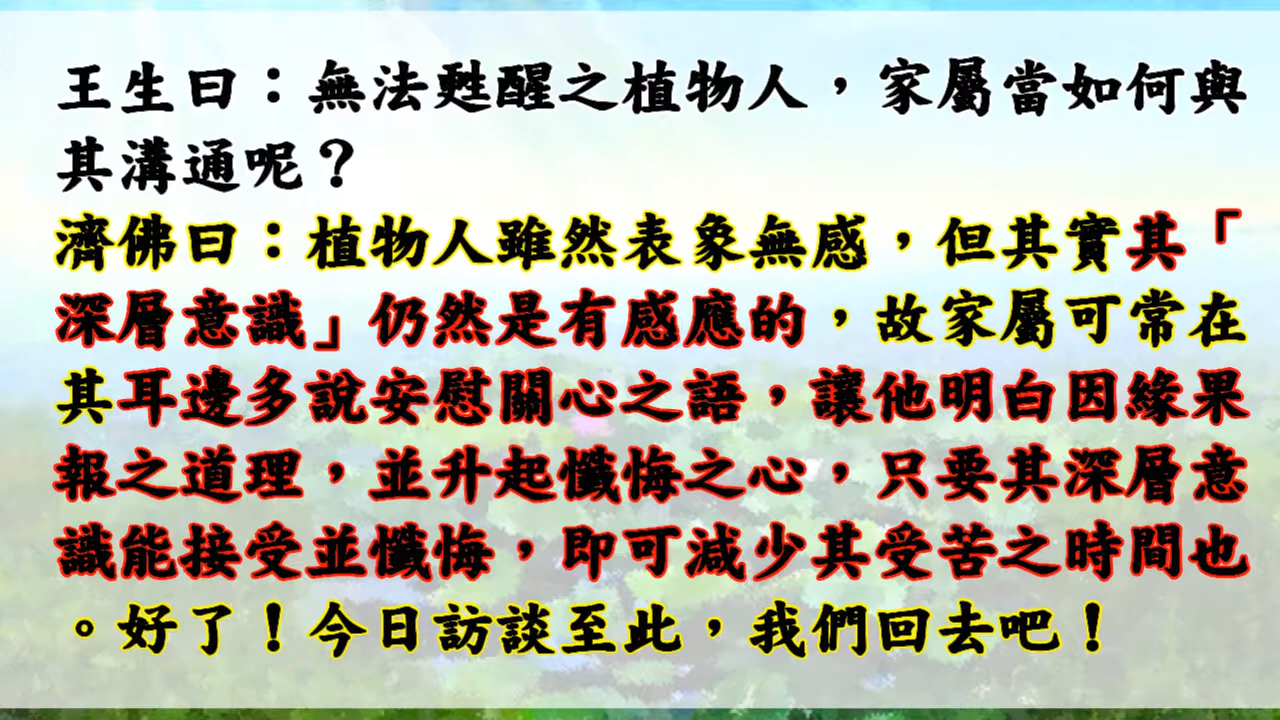 王生曰：無法甦醒之植物人，家屬當如何與
其溝通呢？
濟佛曰：植物人雖然表象無感，但其實其「
深層意識」仍然是有感應的，故家屬可常在
其耳邊多說安慰關心之語，讓他明白因緣果
報之道理，並升起懺悔之心，只要其深層意
識能接受並懺悔，即可減少其受苦之時間也
。好了！今日訪談至此，我們回去吧！